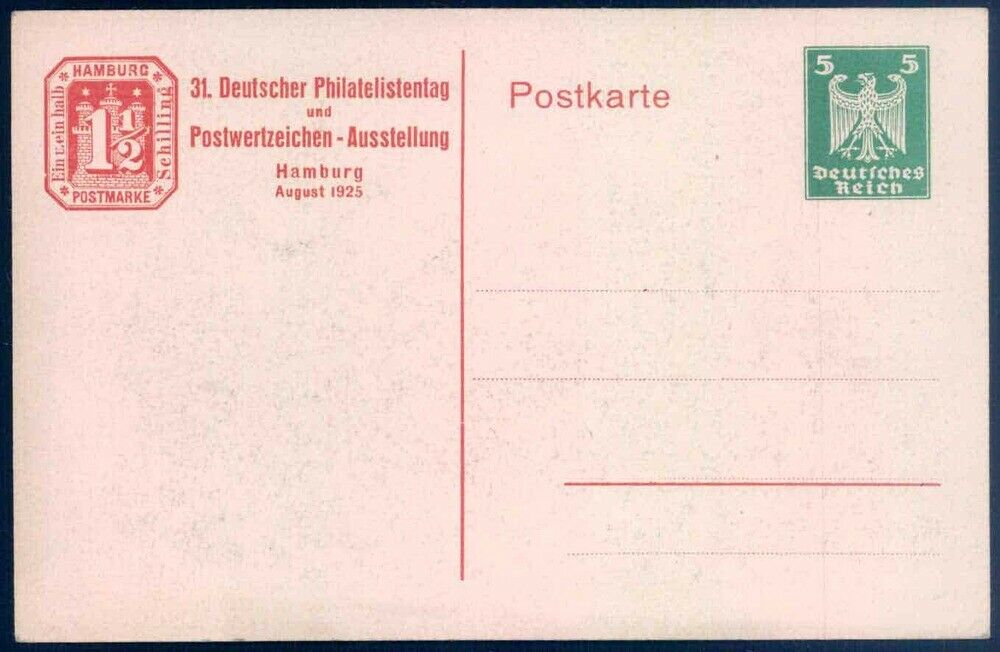 HAMBURG
Ein u. ein halb
1 1/2
Schilling
POSTMARKE
31. Deutscher Philatelistentag
und
Postwertzeichen-Ausstellung
Hamburg
August 1925
Postkarte
5 5
Deutsches
Reich